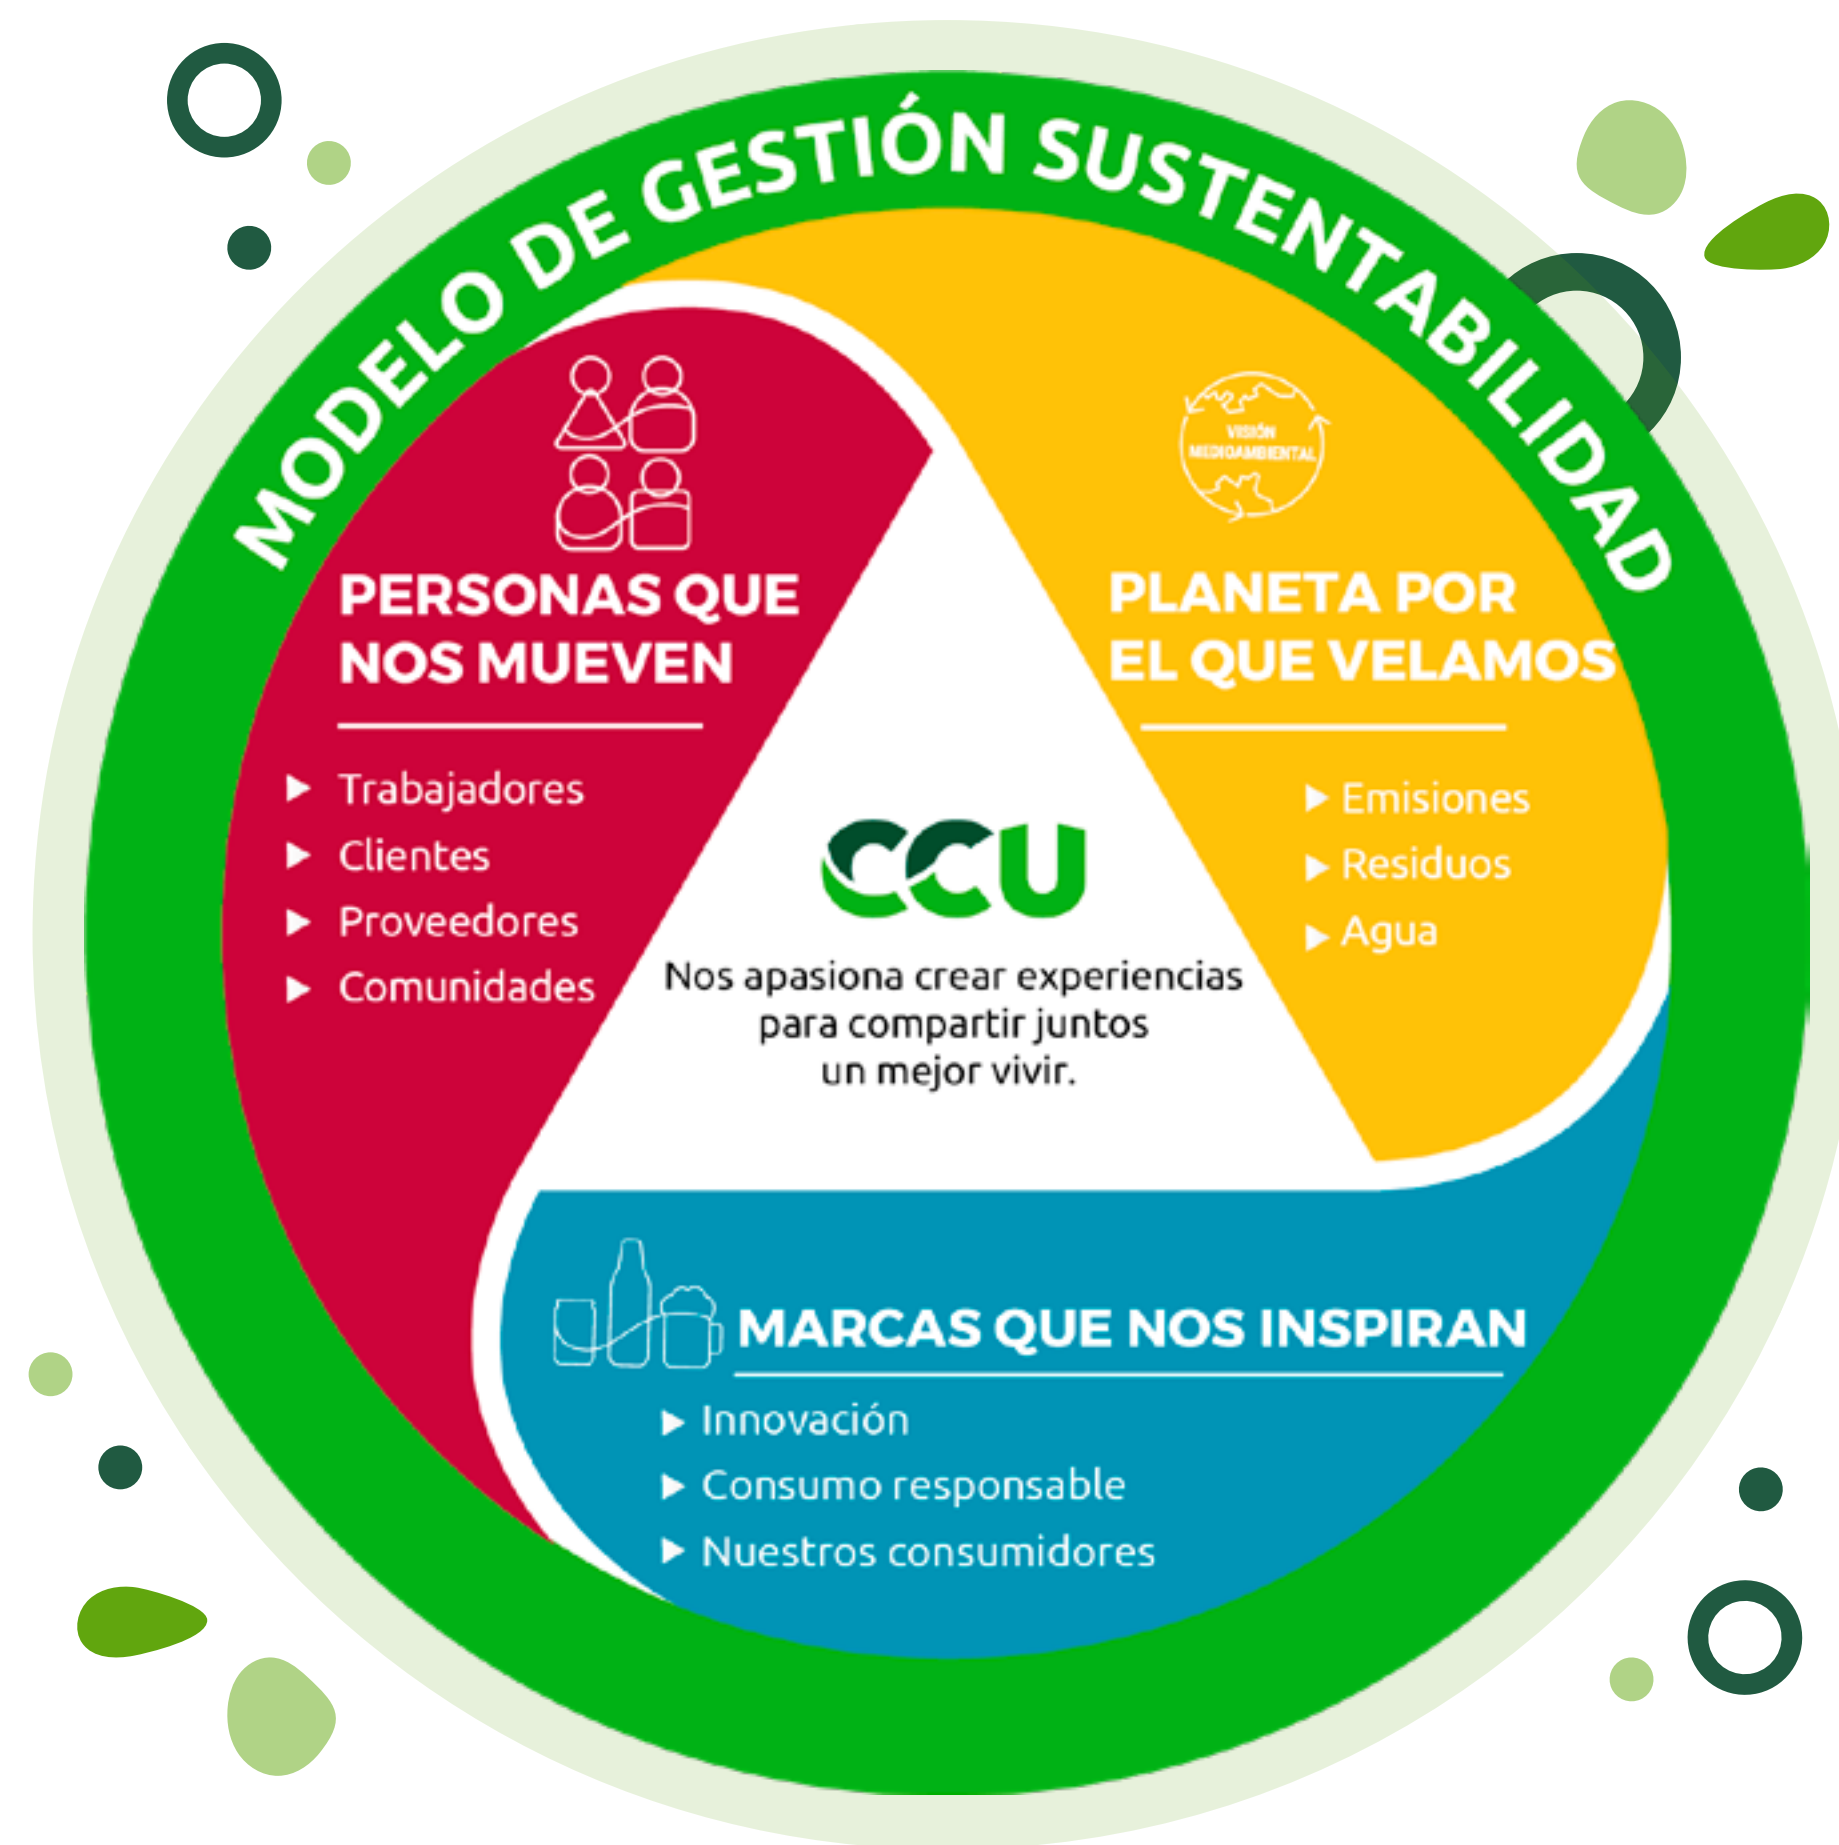 MODELO DE GESTIÓN SUSTENTABILIDAD
PERSONAS QUE
NOS MUEVEN
Trabajadores
Clientes
Proveedores
Comunidades
VISIÓN
MEDIOAMBIENTAL
PLANETA POR
EL QUE VELAMOS
Emisiones
Residuos
Agua
CCU
Nos apasiona crear experiencias
para compartir juntos
un mejor vivir.
MARCAS QUE NOS INSPIRAN
Innovación
Consumo responsable
Nuestros consumidores